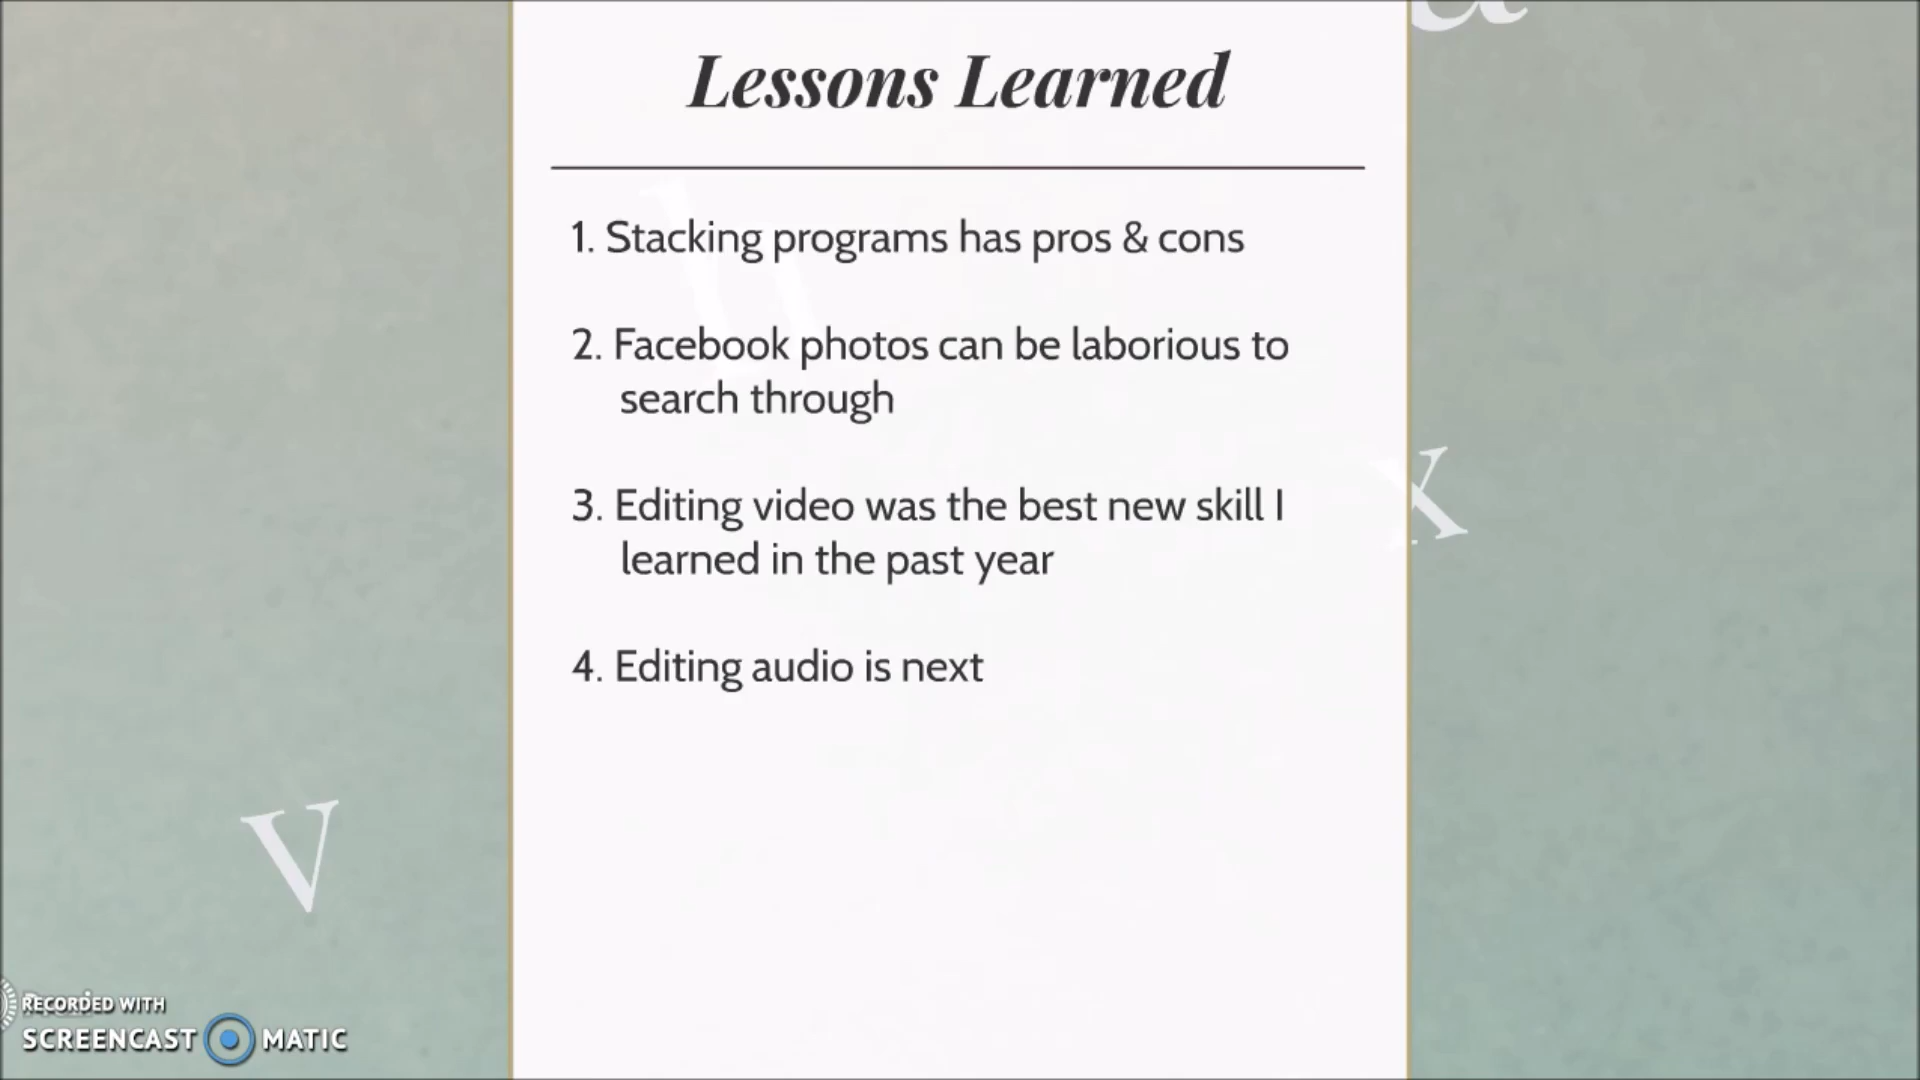 Lessons Learned
1. Stacking programs has pros & cons
2. Facebook photos can be laborious to
search through
3. Editing video was the best new skill I
learned in the past year
4. Editing audio is next
x
v
RECORDED WITH
SCREENCAST MATIC